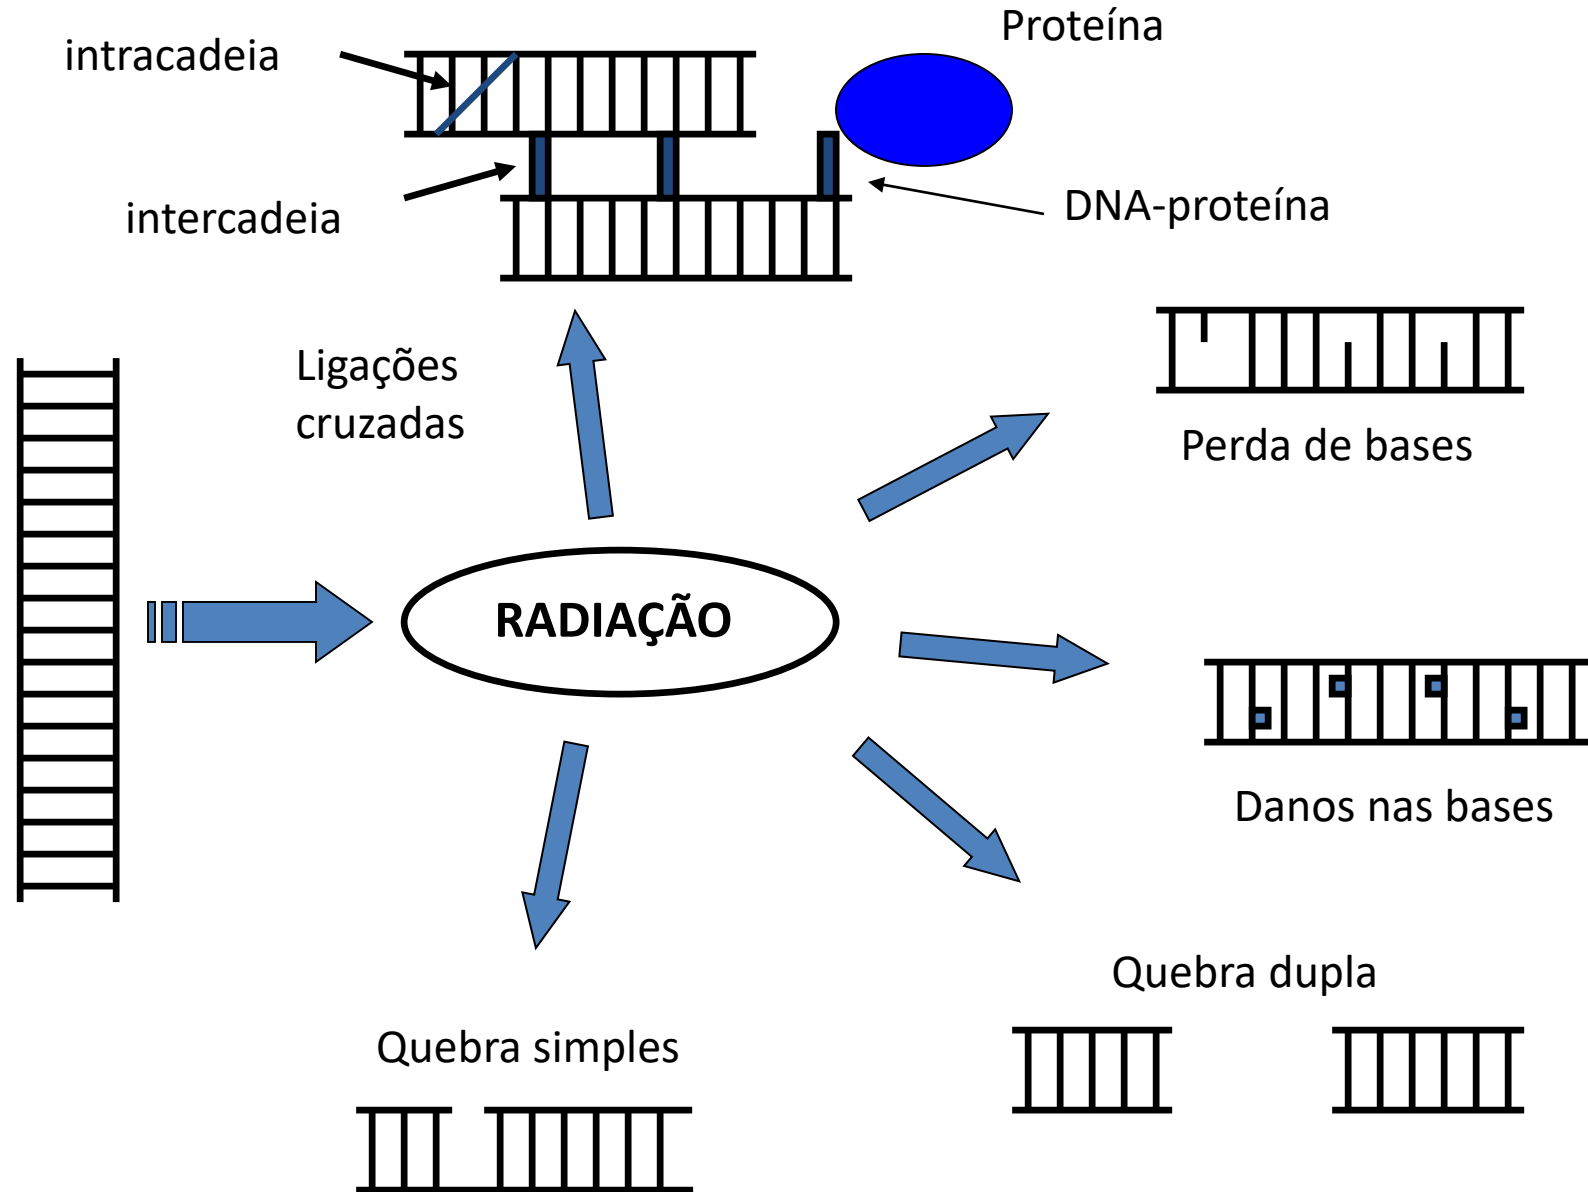 Proteína
intracadeia
intercadeia
DNA-proteína
Ligações
cruzadas
Perda de bases
RADIAÇÃO
Danos nas bases
Quebra dupla
Quebra simples